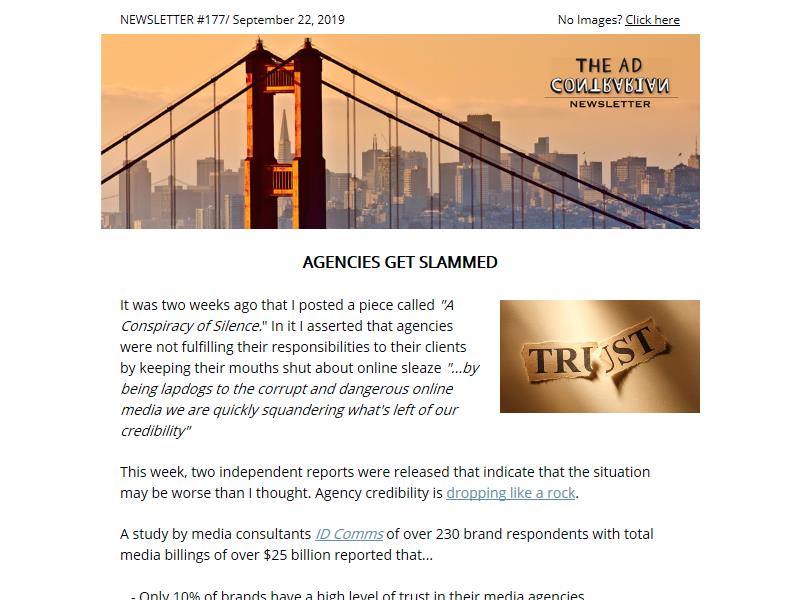 NEWSLETTER #177/ September 22, 2019
No Images? Click here
THE AD
CONTRARIAN
NEWSLETTER
AGENCIES GET SLAMMED
It was two weeks ago that I posted a piece called "A
Conspiracy of Silence." In it I asserted that agencies
were not fulfilling their responsibilities to their clients
by keeping their mouths shut about online sleaze "...by
being lapdogs to the corrupt and dangerous online
media we are quickly squandering what's left of our
credibility"
TRUST
This week, two independent reports were released that indicate that the situation
may be worse than I thought. Agency credibility is dropping like a rock.
A study by media consultants ID Comms of over 230 brand respondents with total
media billings of over $25 billion reported that...
- Only 10% of brands have a high level of trust in their media agencies